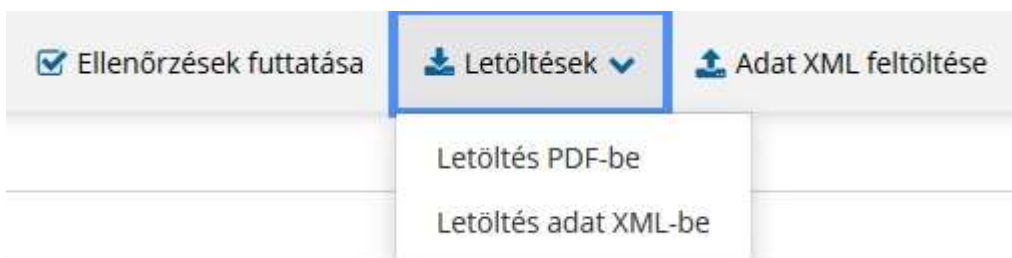 Ellenőrzések futtatása Letöltések Adat XML feltöltése
Letöltés PDF-be
Letöltés adat XML-be